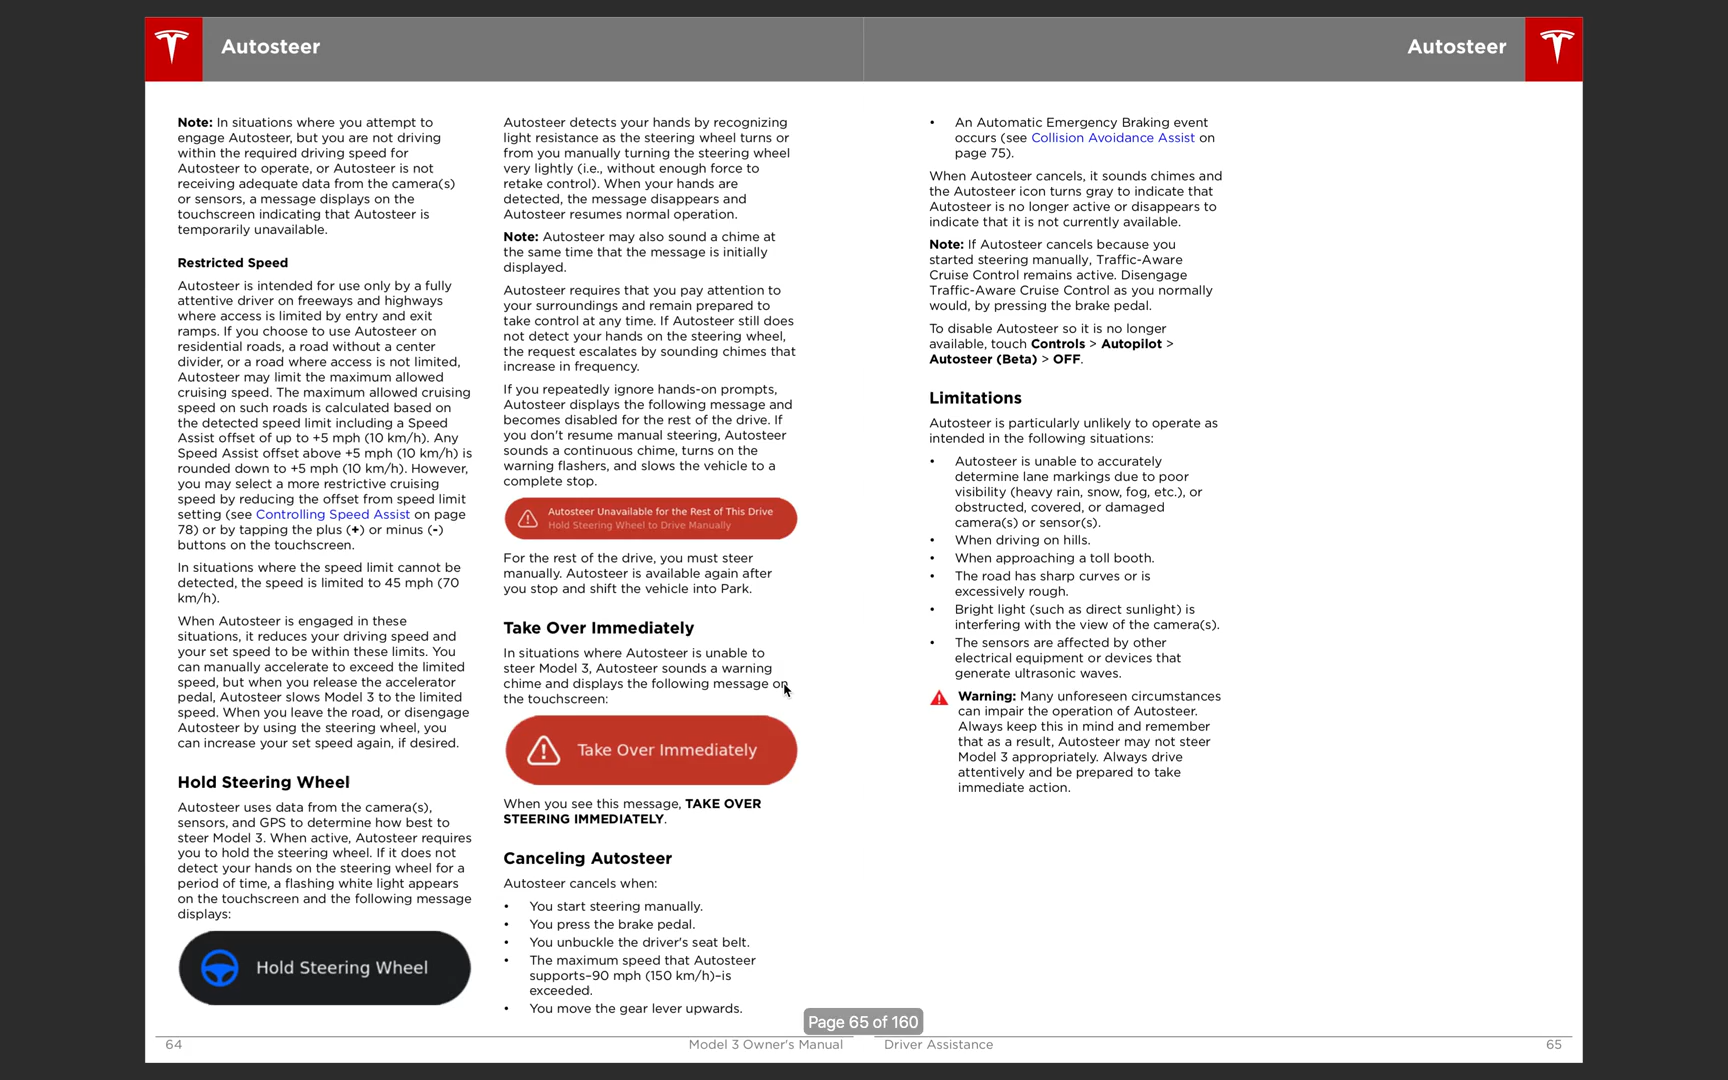 Autosteer
Autosteer
Note: In situations where you attempt to
engage Autosteer, but you are not driving
within the required driving speed for
Autosteer to operate, or Autosteer is not
receiving adequate data from the camera(s)
or sensors, a message displays on the
touchscreen indicating that Autosteer is
temporarily unavailable.
Restricted Speed
Autosteer is intended for use only by a fully
attentive driver on freeways and highways
where access is limited by entry and exit
ramps. If you choose to use Autosteer on
residential roads, a road without a center
divider, or a road where access is not limited,
Autosteer may limit the maximum allowed
cruising speed. The maximum allowed cruising
speed on such roads is calculated based on
the detected speed limit including a Speed
Assist offset of up to +5 mph (10 km/h). Any
Speed Assist offset above +5 mph (10 km/h) is
rounded down to +5 mph (10 km/h). However,
you may select a more restrictive cruising
speed by reducing the offset from speed limit
setting (see Controlling Speed Assist on page
78) or by tapping the plus (+) or minus (-)
buttons on the touchscreen.
In situations where the speed limit cannot be
detected, the speed is limited to 45 mph (70
km/h).
When Autosteer is engaged in these
situations, it reduces your driving speed and
your set speed to be within these limits. You
can manually accelerate to exceed the limited
speed, but when you release the accelerator
pedal, Autosteer slows Model 3 to the limited
speed. When you leave the road, or disengage
Autosteer by using the steering wheel, you
can increase your set speed again, if desired.
Hold Steering Wheel
Autosteer uses data from the camera(s),
sensors, and GPS to determine how best to
steer Model 3. When active, Autosteer requires
you to hold the steering wheel. If it does not
detect your hands on the steering wheel for a
period of time, a flashing white light appears
on the touchscreen and the following message
displays:
Hold Steering Wheel
Autosteer detects your hands by recognizing
light resistance as the steering wheel turns or
from you manually turning the steering wheel
very lightly (i.e., without enough force to
retake control). When your hands are
detected, the message disappears and
Autosteer resumes normal operation.
Note: Autosteer may also sound a chime at
the same time that the message is initially
displayed.
Autosteer requires that you pay attention to
your surroundings and remain prepared to
take control at any time. If Autosteer still does
not detect your hands on the steering wheel,
the request escalates by sounding chimes that
increase in frequency.
If you repeatedly ignore hands-on prompts,
Autosteer displays the following message and
becomes disabled for the rest of the drive. If
you don't resume manual steering, Autosteer
sounds a continuous chime, turns on the
warning flashers, and slows the vehicle to a
complete stop.
Autosteer Unavailable for the Rest of This Drive
Hold Steering Wheel to Drive Manually
For the rest of the drive, you must steer
manually. Autosteer is available again after
you stop and shift the vehicle into Park.
Take Over Immediately
In situations where Autosteer is unable to
steer Model 3, Autosteer sounds a warning
chime and displays the following message on
the touchscreen:
Take Over Immediately
When you see this message, TAKE OVER
STEERING IMMEDIATELY.
Canceling Autosteer
Autosteer cancels when:
• You start steering manually.
• You press the brake pedal.
• You unbuckle the driver's seat belt.
• The maximum speed that Autosteer
supports–90 mph (150 km/h)–is
exceeded.
• You move the gear lever upwards.
• An Automatic Emergency Braking event
occurs (see Collision Avoidance Assist on
page 75).
When Autosteer cancels, it sounds chimes and
the Autosteer icon turns gray to indicate that
Autosteer is no longer active or disappears to
indicate that it is not currently available.
Note: If Autosteer cancels because you
started steering manually, Traffic-Aware
Cruise Control remains active. Disengage
Traffic-Aware Cruise Control as you normally
would, by pressing the brake pedal.
To disable Autosteer so it is no longer
available, touch Controls > Autopilot >
Autosteer (Beta) > OFF.
Limitations
Autosteer is particularly unlikely to operate as
intended in the following situations:
• Autosteer is unable to accurately
determine lane markings due to poor
visibility (heavy rain, snow, fog, etc.), or
obstructed, covered, or damaged
camera(s) or sensor(s).
• When driving on hills.
• When approaching a toll booth.
• The road has sharp curves or is
excessively rough.
• Bright light (such as direct sunlight) is
interfering with the view of the camera(s).
• The sensors are affected by other
electrical equipment or devices that
generate ultrasonic waves.
Warning: Many unforeseen circumstances
can impair the operation of Autosteer.
Always keep this in mind and remember
that as a result, Autosteer may not steer
Model 3 appropriately. Always drive
attentively and be prepared to take
immediate action.
Page 65 of 160
64
Model 3 Owner's Manual
Driver Assistance
65